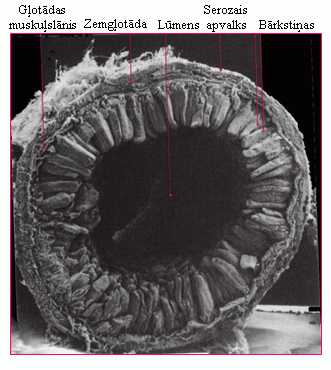 Gļotādas
muskuļslānis
Zemgļotāda
Lūmens
Serozais
apvalks
Bārkstiņas